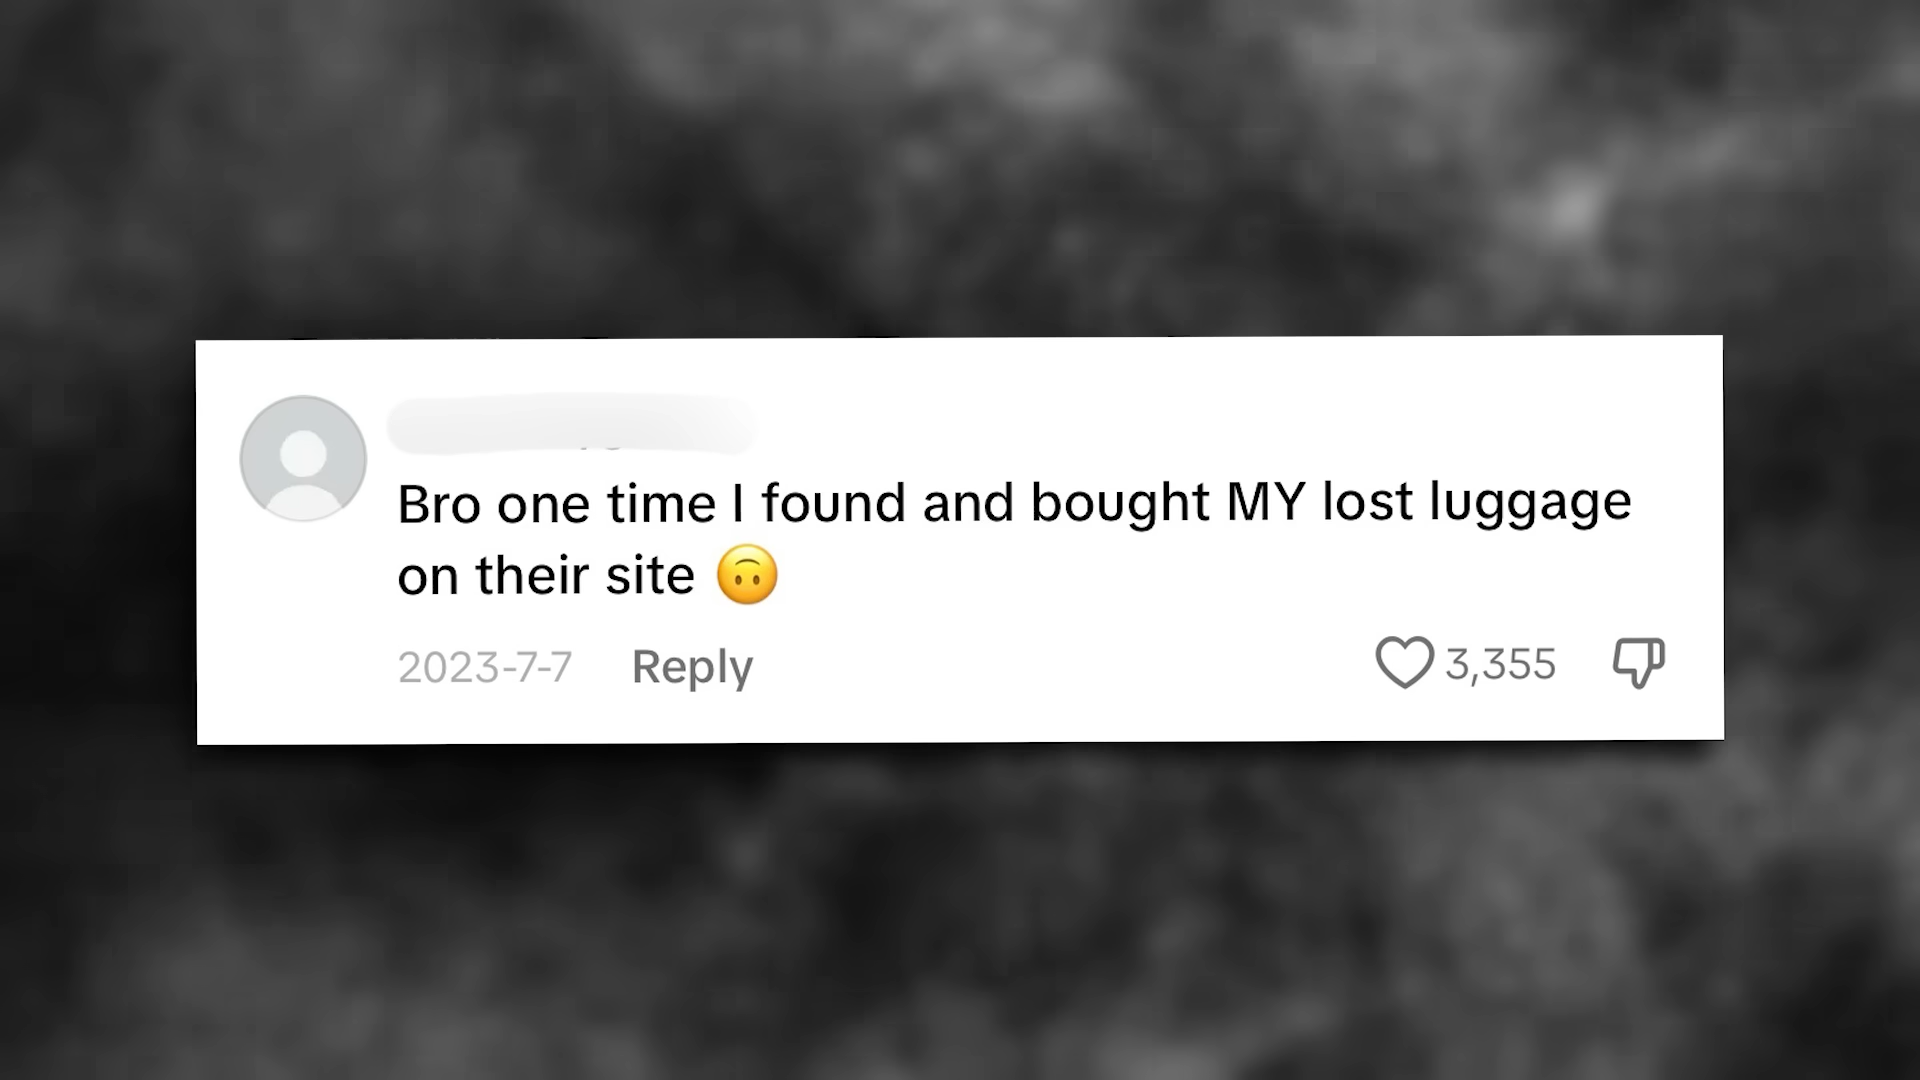 Bro one time I found and bought MY lost luggage
on their site 🙃
2023-7-7 Reply 3,355